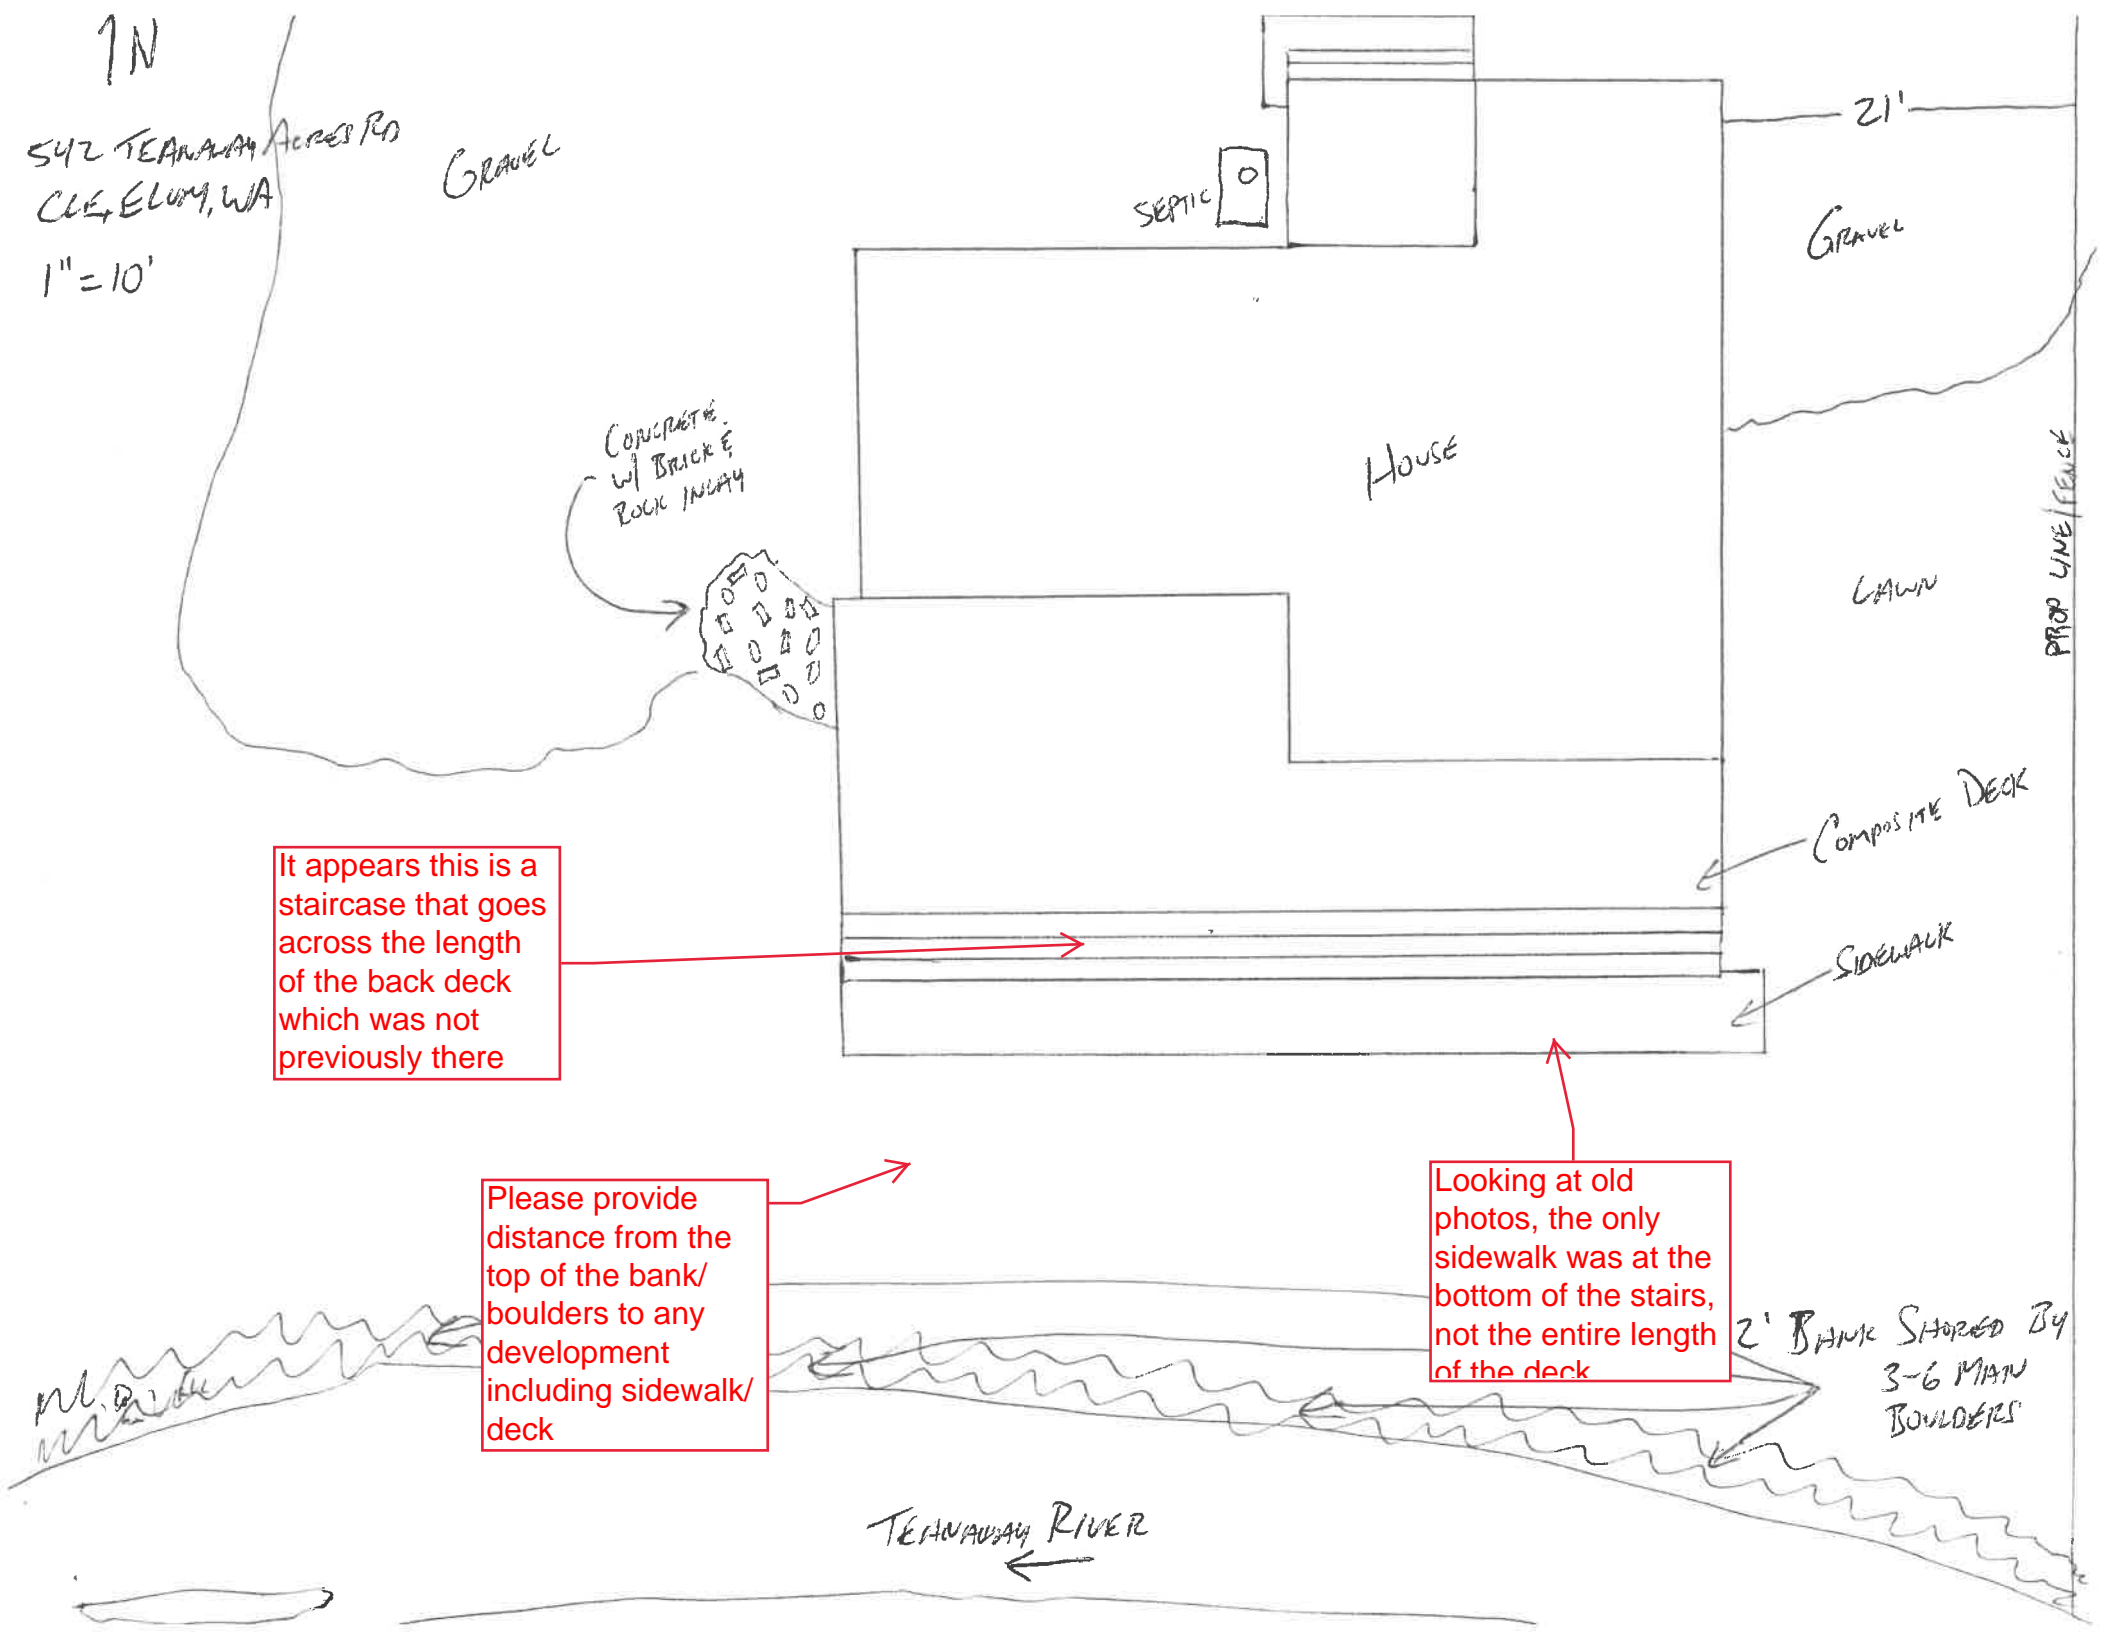 ↑N
542 TEANAWAY ACRES RD
CLE ELUM, WA
1"=10'
GRAVEL
SEPTIC
21'
GRAVEL
CONCRETE
W/ BRICK &
ROCK INLAY
HOUSE
LAWN
PROP LINE/FENCE
COMPOSITE DECK
SIDEWALK
It appears this is a
staircase that goes
across the length
of the back deck
which was not
previously there
Please provide
distance from the
top of the bank/
boulders to any
development
including sidewalk/
deck
Looking at old
photos, the only
sidewalk was at the
bottom of the stairs,
not the entire length
of the deck
2' BANK SHORED BY
3-6 MAN
BOULDERS
TEANAWAY RIVER